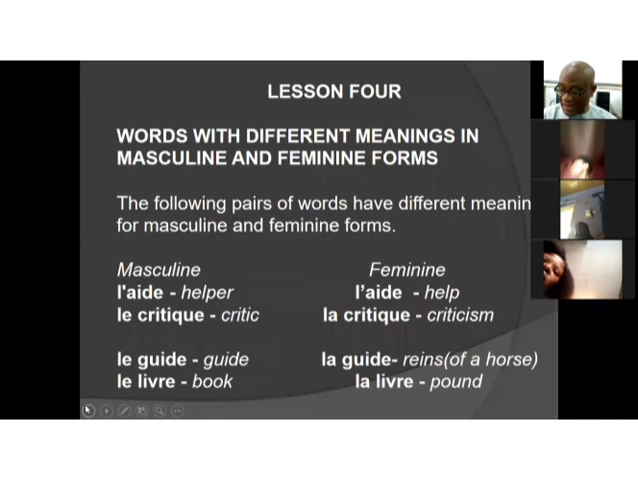 LESSON FOUR
WORDS WITH DIFFERENT MEANINGS IN
MASCULINE AND FEMININE FORMS
The following pairs of words have different meanin
for masculine and feminine forms.
Masculine Feminine
l'aide - helper l’aide - help
le critique - critic la critique - criticism
le guide - guide la guide- reins(of a horse)
le livre - book la livre - pound